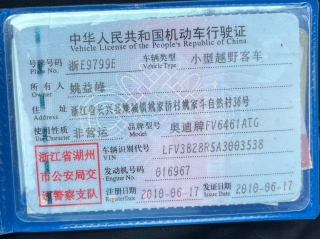 中华人民共和国机动车行驶证
Vehicle License of the People's Republic of China
号牌号码 Plate No. 浙E9799E 车辆类型 Vehicle Type 小型越野客车
所有人 Owner 姚益峰
住址 Address 浙江省长兴县 镇姚家桥村姚家斗自然村36号
使用性质 Use Character 非营运 品牌型号 Model 奥迪牌FV6461ATG
浙江省湖州
市公安局交
通警察支队
车辆识别代号 VIN LFV3B28R5A3003538
发动机号码 Engine No. 016967
注册日期 Register Date 2010-06-17 发证日期 Issue Date 2010-06-17